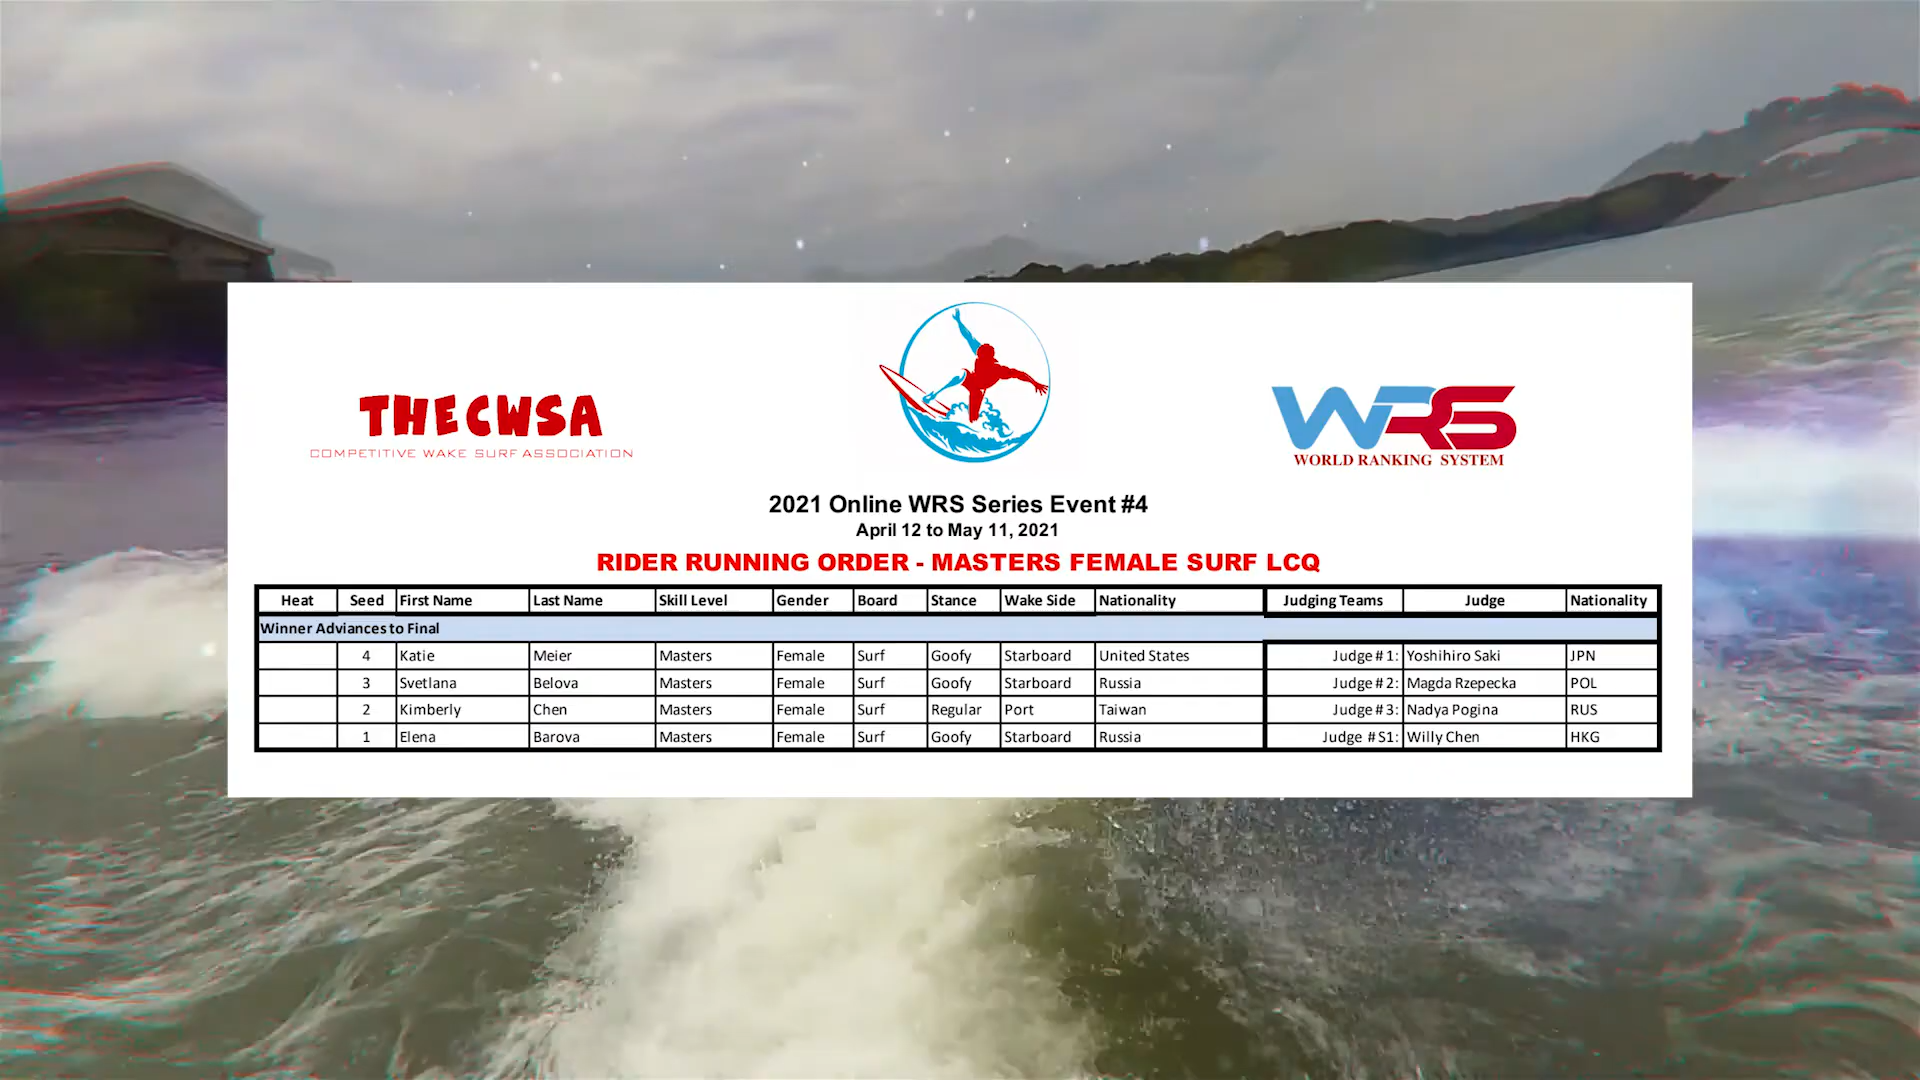 THECWSA
COMPETITIVE WAKE SURF ASSOCIATION
WRS
WORLD RANKING SYSTEM
2021 Online WRS Series Event #4
April 12 to May 11, 2021
RIDER RUNNING ORDER - MASTERS FEMALE SURF LCQ
Heat Seed First Name Last Name Skill Level Gender Board Stance Wake Side Nationality Judging Teams Judge Nationality
Winner Adviances to Final
4 Katie Meier Masters Female Surf Goofy Starboard United States Judge # 1: Yoshihiro Saki JPN
3 Svetlana Belova Masters Female Surf Goofy Starboard Russia Judge # 2: Magda Rzepecka POL
2 Kimberly Chen Masters Female Surf Regular Port Taiwan Judge # 3: Nadya Pogina RUS
1 Elena Barova Masters Female Surf Goofy Starboard Russia Judge # S1: Willy Chen HKG